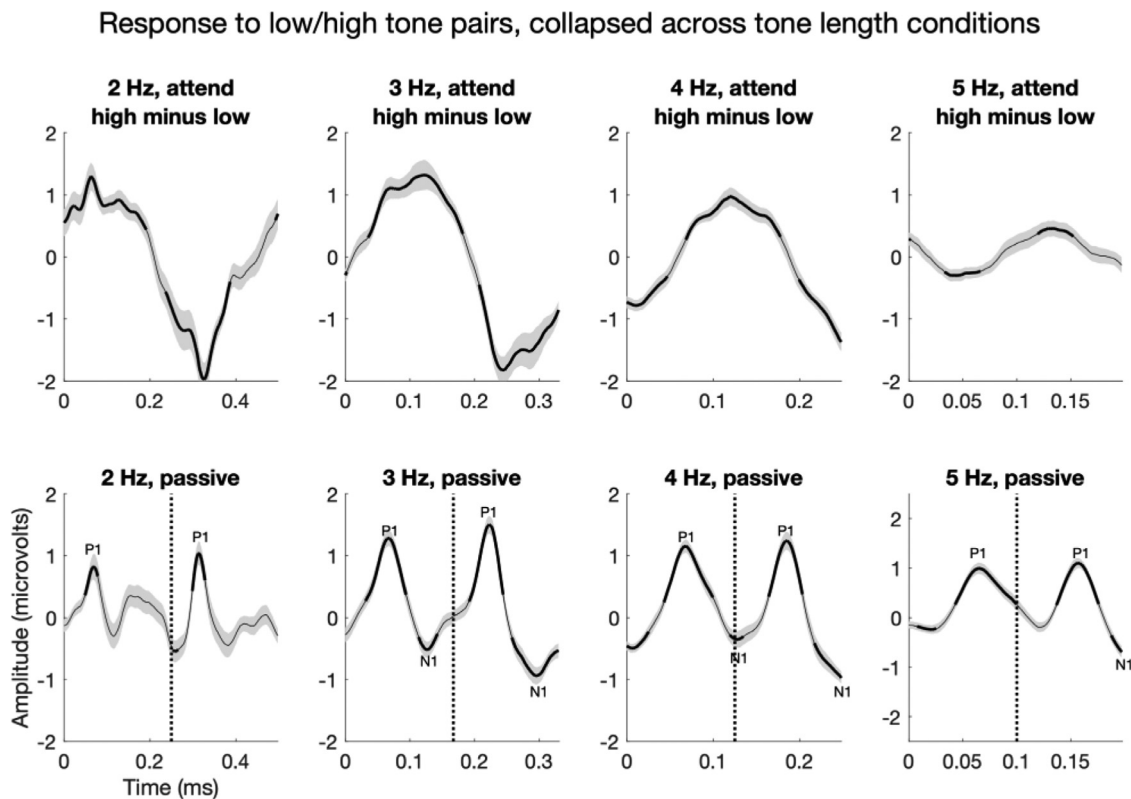 Response to low/high tone pairs, collapsed across tone length conditions
2 Hz, attend
high minus low
2
1
0
-1
-2
0
0.2
0.4
3 Hz, attend
high minus low
2
1
0
-1
-2
0
0.1
0.2
0.3
4 Hz, attend
high minus low
2
1
0
-1
-2
0
0.1
0.2
5 Hz, attend
high minus low
2
1
0
-1
-2
0
0.05
0.1
0.15
2 Hz, passive
Amplitude (microvolts)
2
1
0
-1
-2
P1
P1
0
0.2
0.4
Time (ms)
3 Hz, passive
2
1
0
-1
-2
P1
P1
N1
N1
0
0.1
0.2
0.3
4 Hz, passive
2
1
0
-1
-2
P1
P1
N1
N1
0
0.1
0.2
5 Hz, passive
2
1
0
-1
-2
P1
P1
N1
0
0.05
0.1
0.15